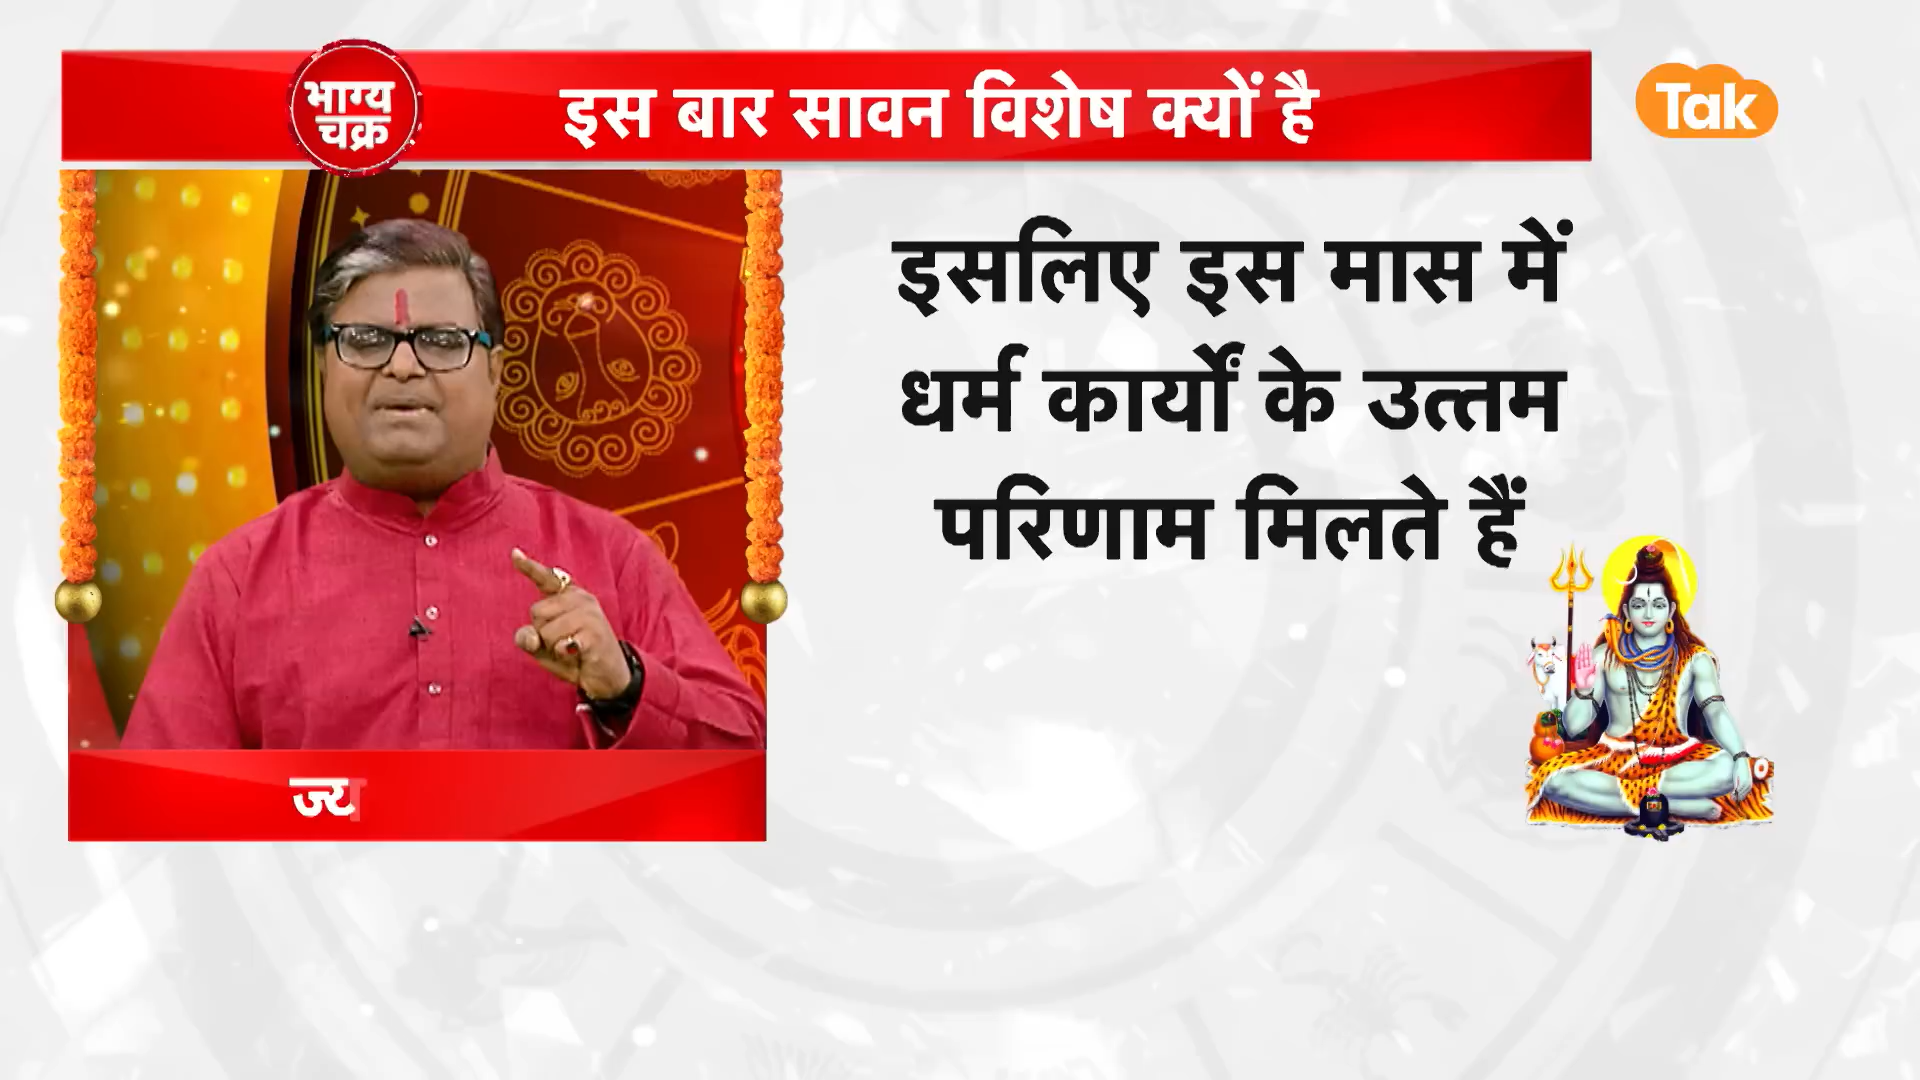 भाग्य
चक्र
इस बार सावन विशेष क्यों है
Tak
इसलिए इस मास में
धर्म कार्यों के उत्तम
परिणाम मिलते हैं